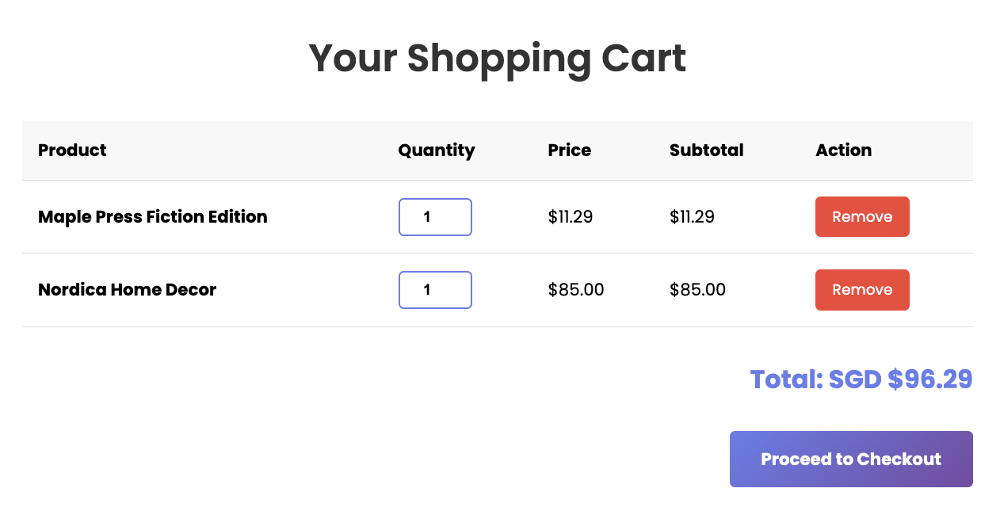 Your Shopping Cart
Product Quantity Price Subtotal Action
Maple Press Fiction Edition 1 $11.29 $11.29 Remove
Nordica Home Decor 1 $85.00 $85.00 Remove
Total: SGD $96.29
Proceed to Checkout